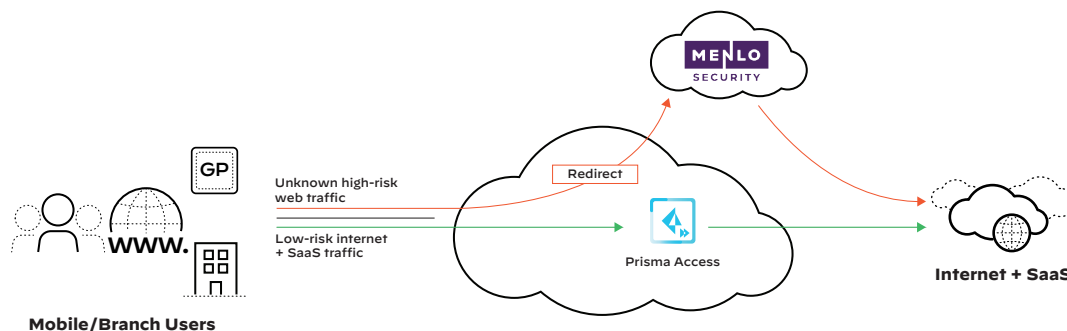 MENLO
SECURITY
GP
Redirect
Unknown high-risk
web traffic
WWW.
Low-risk internet
+ SaaS traffic
Prisma Access
Internet + SaaS
Mobile/Branch Users